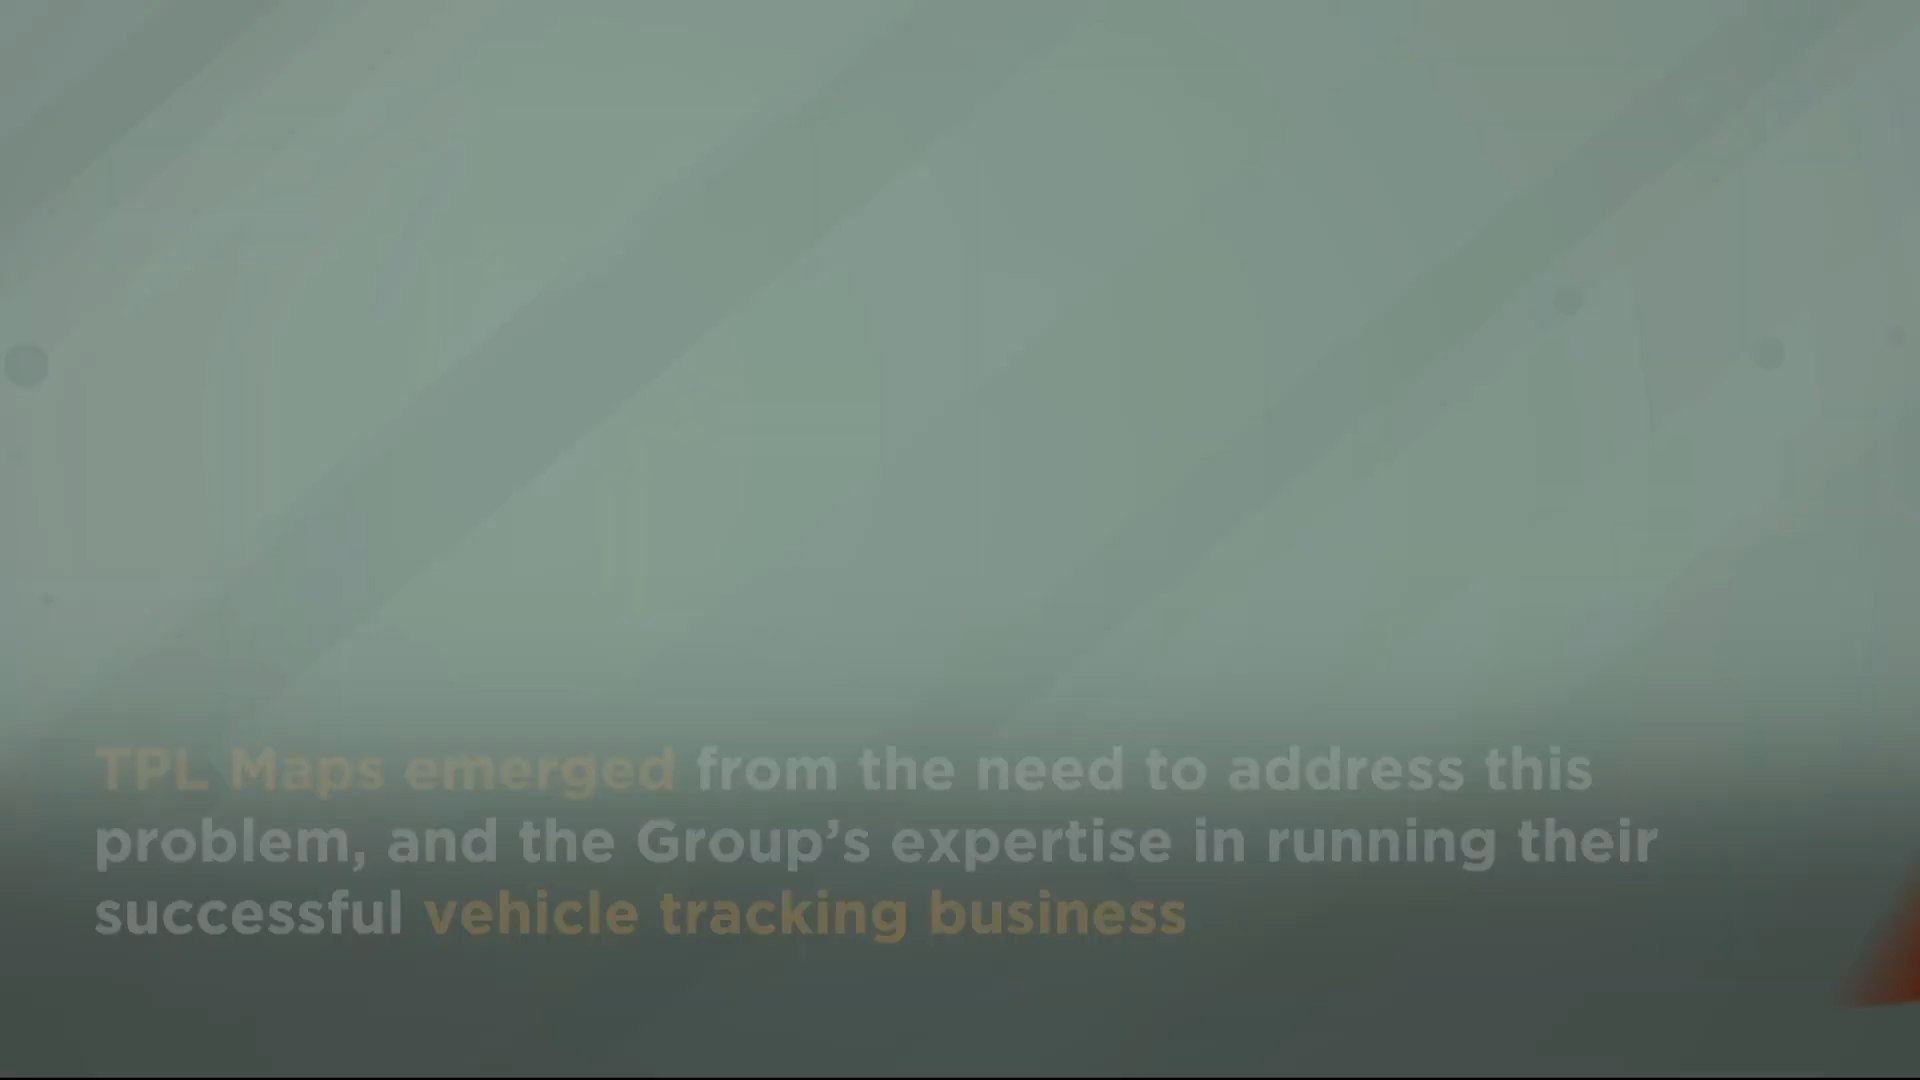 TPL Maps emerged from the need to address this
problem, and the Group’s expertise in running their
successful vehicle tracking business